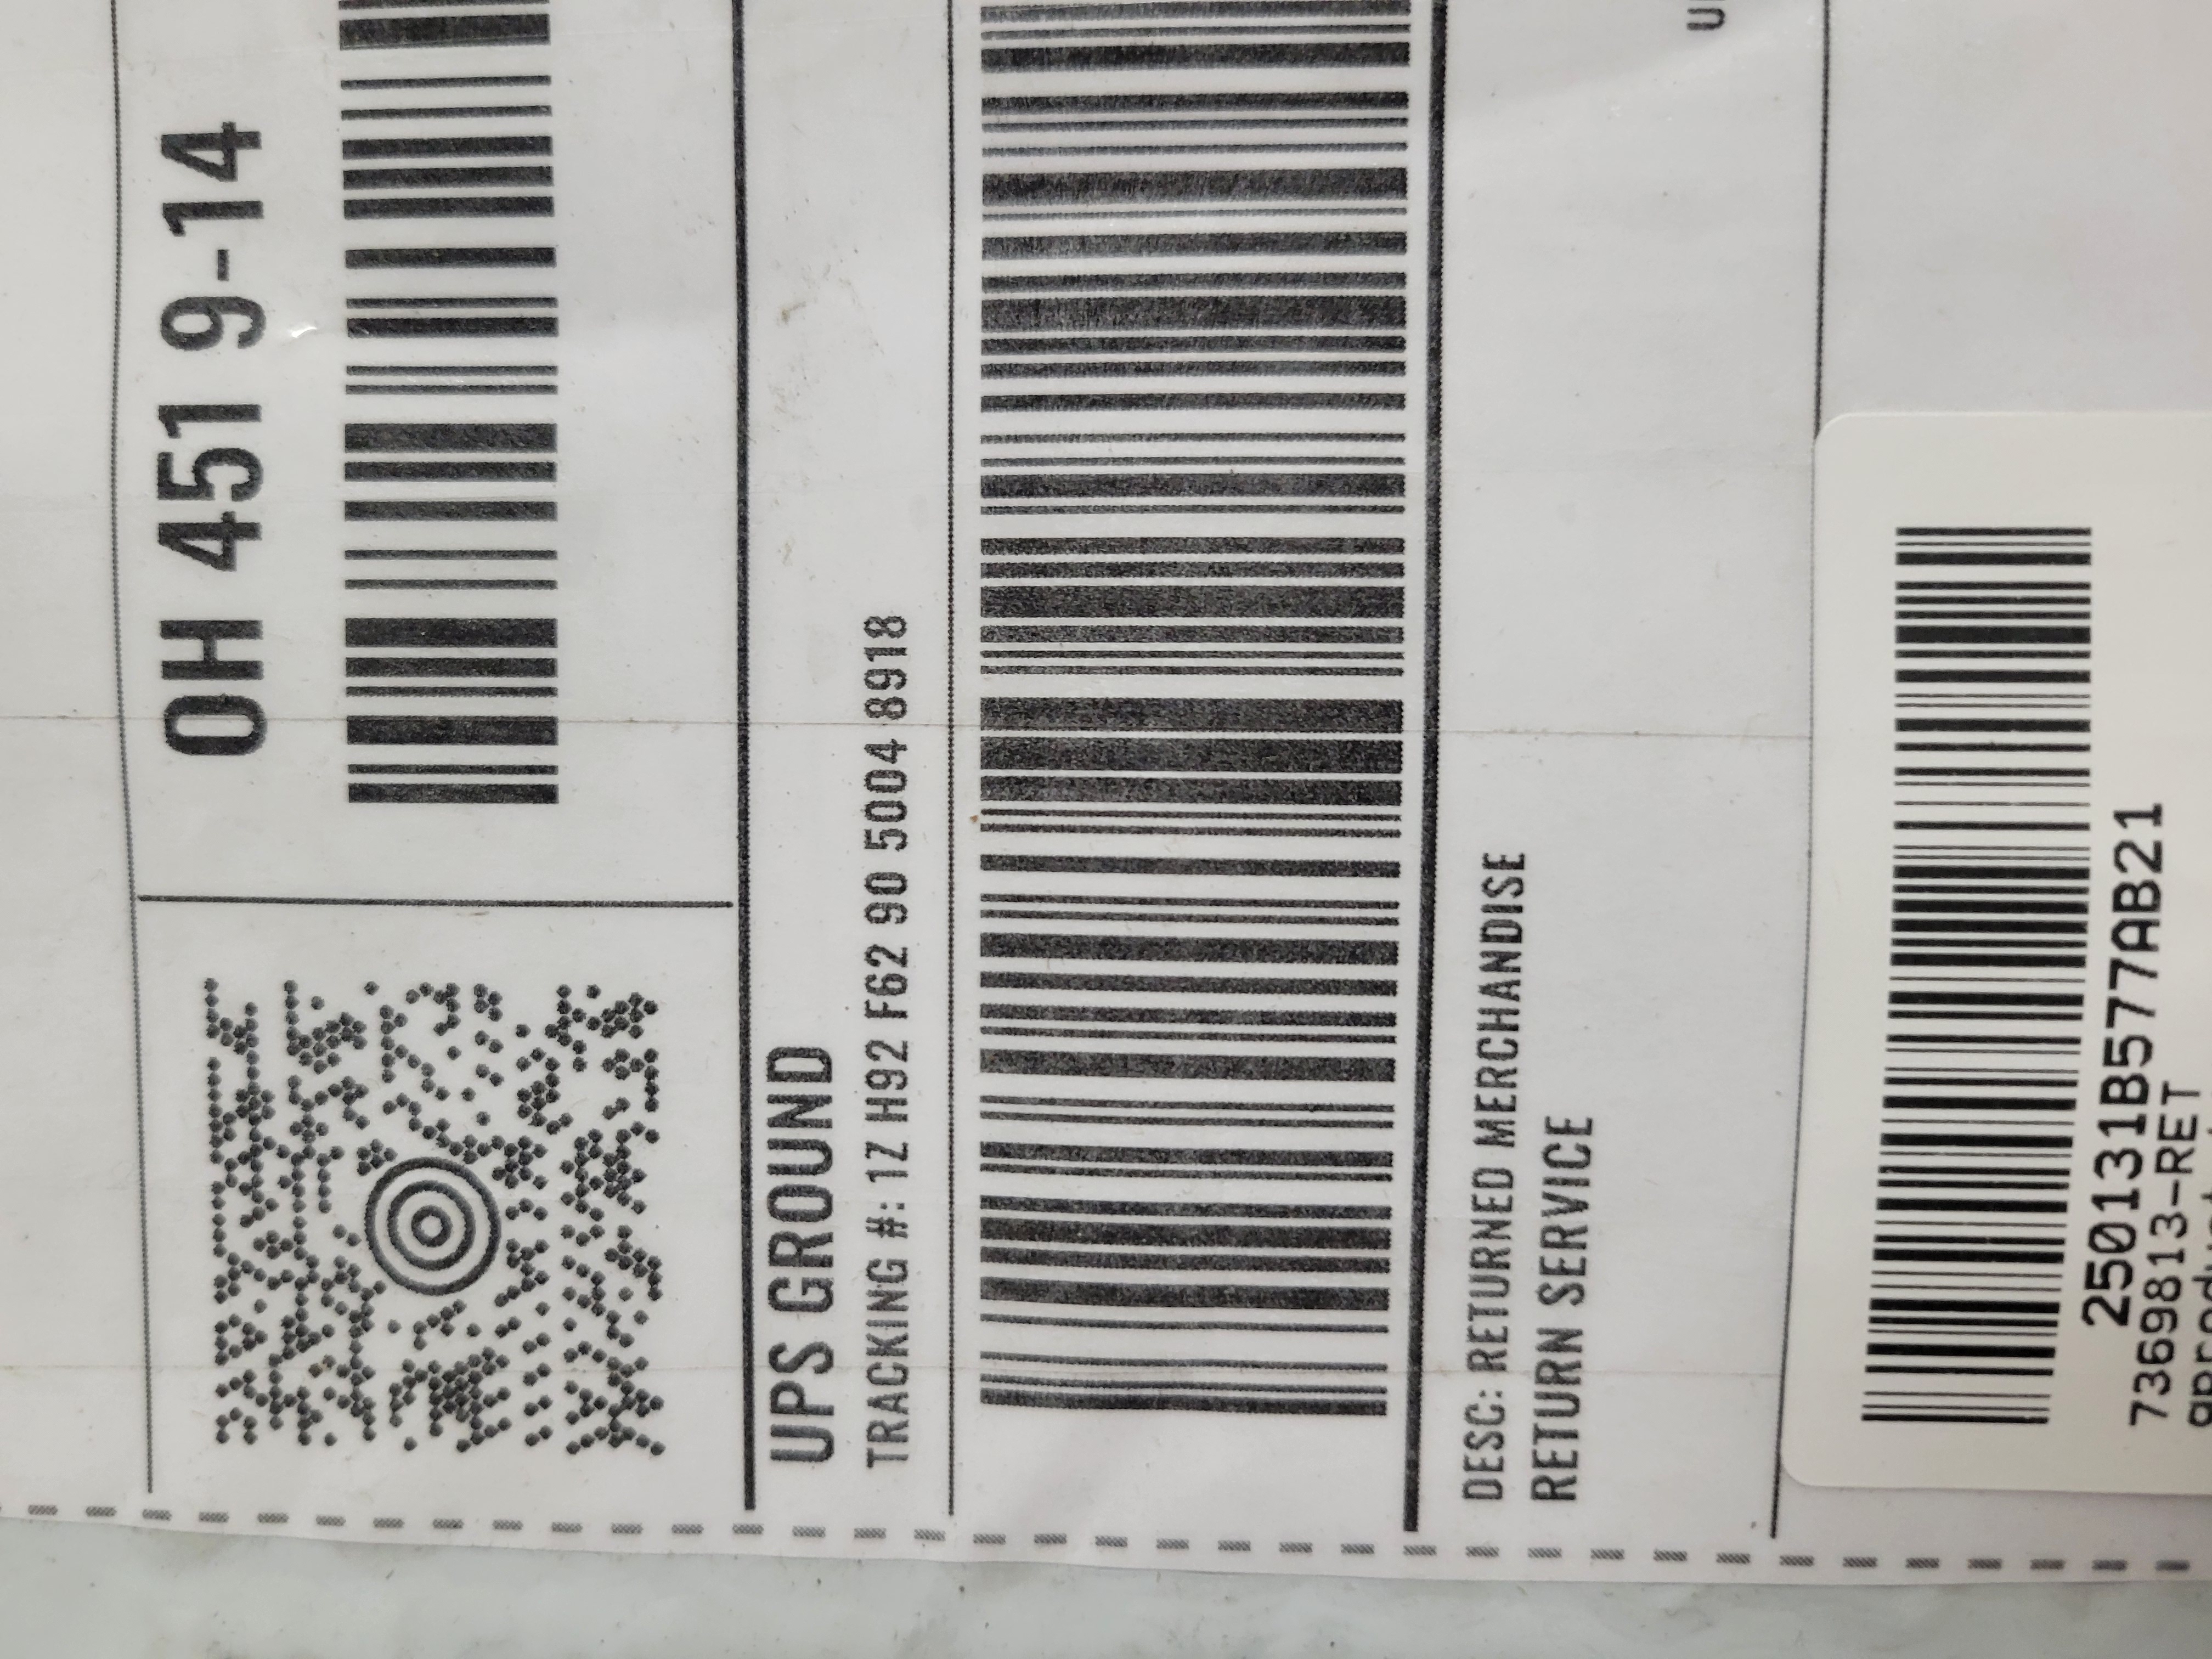 OH 451 9-14
UPS GROUND
TRACKING #: 1Z H92 F62 90 5004 8918
DESC: RETURNED MERCHANDISE
RETURN SERVICE
250131B577AB21
7369813-RET